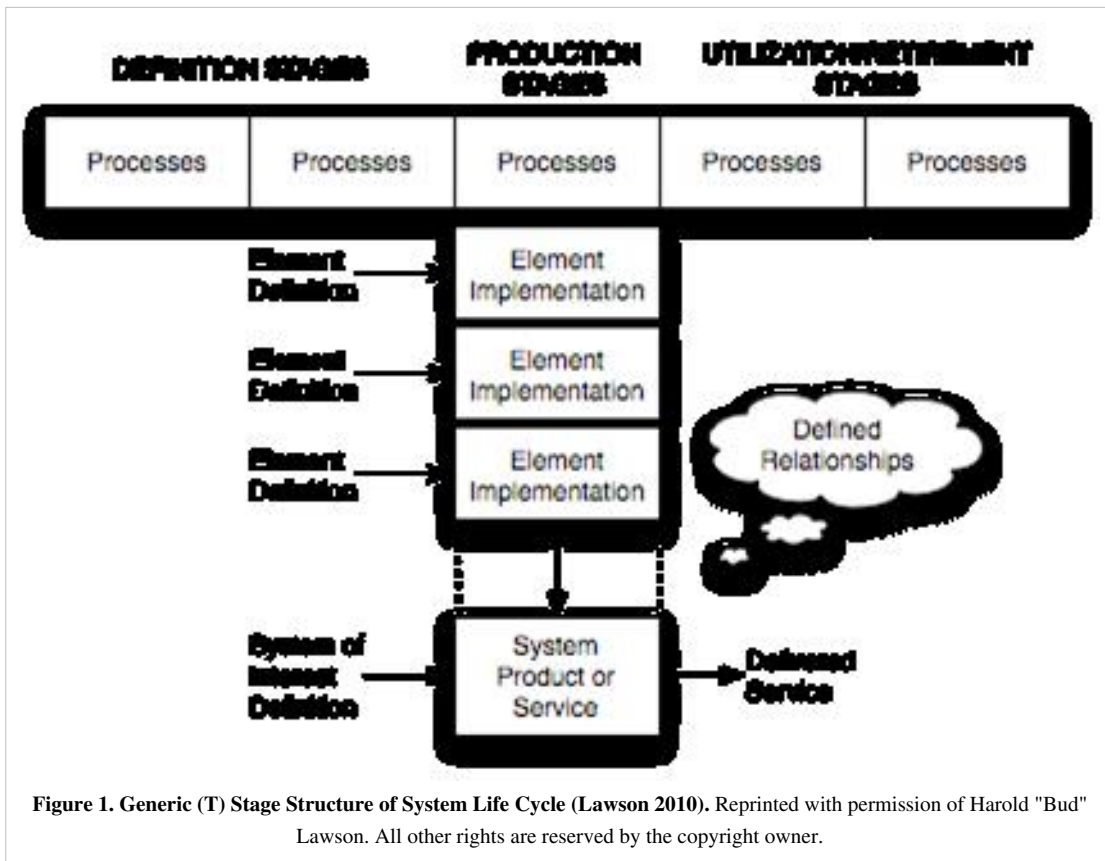 DEFINITION STAGES
PRODUCTION
STAGES
UTILIZATION/RETIREMENT
STAGES
Processes
Processes
Processes
Processes
Processes
Element
Definition
Element
Implementation
Element
Definition
Element
Implementation
Element
Definition
Element
Implementation
Defined
Relationships
System of
Interest
Definition
System
Product or
Service
Delivered
Service
Figure 1. Generic (T) Stage Structure of System Life Cycle (Lawson 2010). Reprinted with permission of Harold "Bud"
Lawson. All other rights are reserved by the copyright owner.